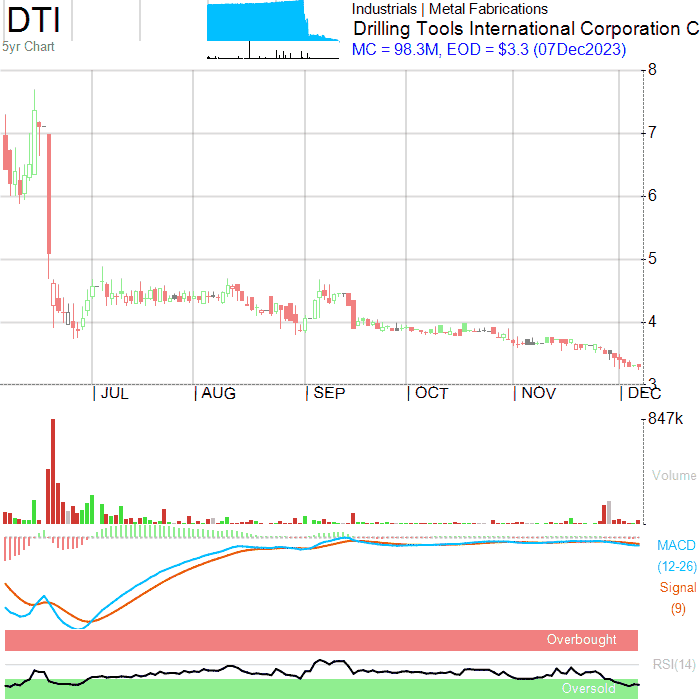 DTI
5yr Chart
Industrials | Metal Fabrications
Drilling Tools International Corporation C
MC = 98.3M, EOD = $3.3 (07Dec2023)
8
7
6
5
4
3
JUL
AUG
SEP
OCT
NOV
DEC
847k
Volume
MACD
(12-26)
Signal
(9)
Overbought
RSI(14)
Oversold